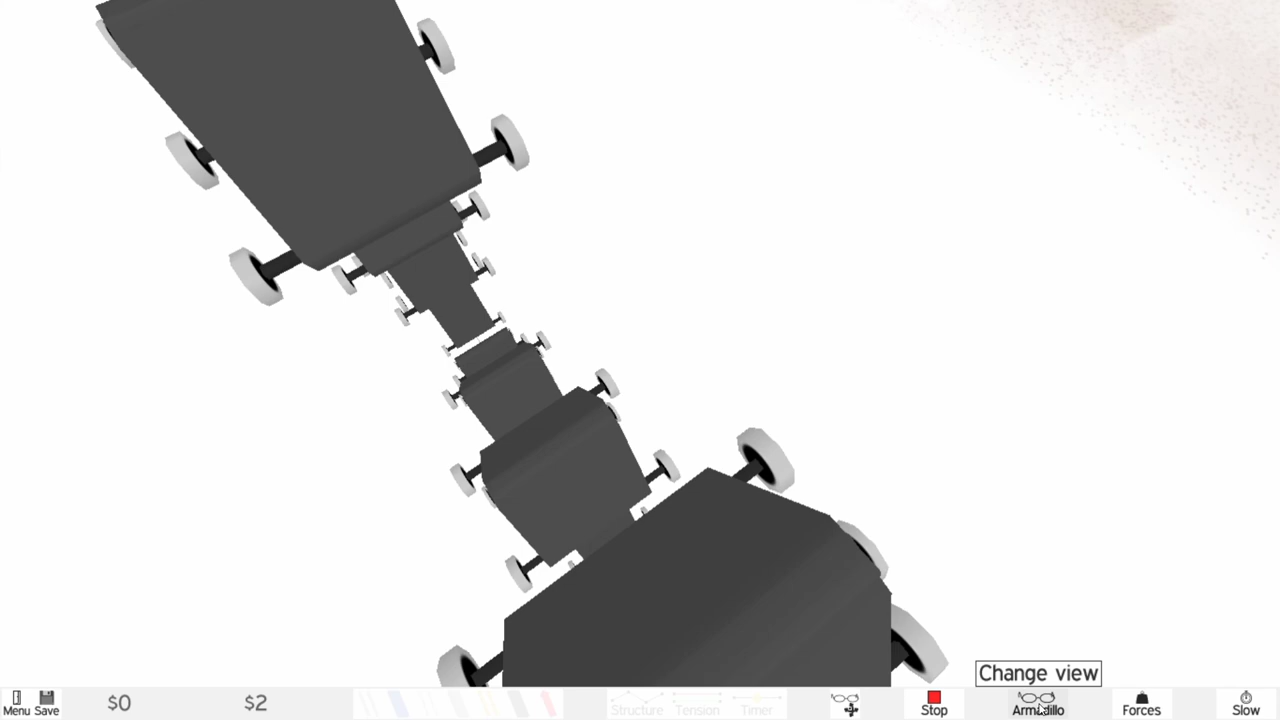 Change view
Menu Save $0 $2 Structure Tension Timer Stop Armadillo Forces Slow